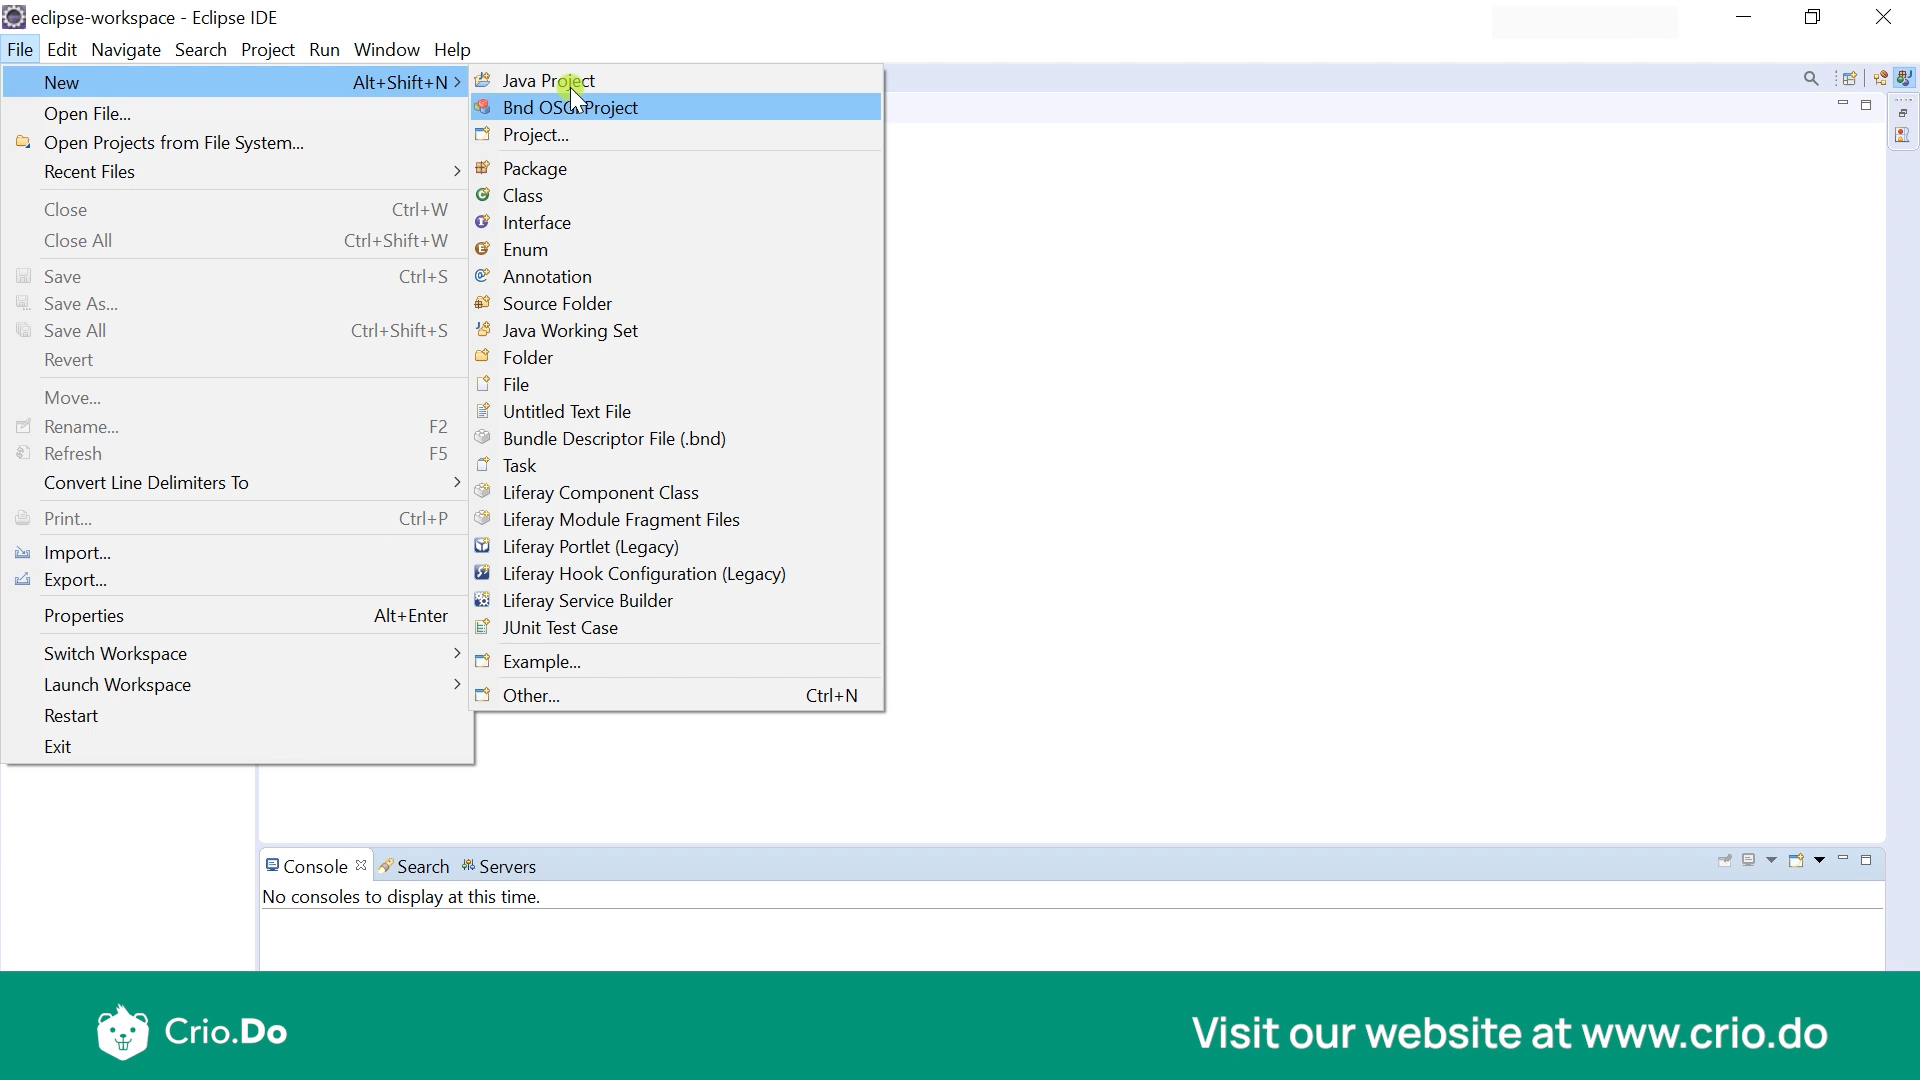 eclipse-workspace - Eclipse IDE
File Edit Navigate Search Project Run Window Help
New Alt+Shift+N
Open File...
Open Projects from File System...
Recent Files
Close Ctrl+W
Close All Ctrl+Shift+W
Save Ctrl+S
Save As...
Save All Ctrl+Shift+S
Revert
Move...
Rename... F2
Refresh F5
Convert Line Delimiters To
Print... Ctrl+P
Import...
Export...
Properties Alt+Enter
Switch Workspace
Launch Workspace
Restart
Exit
Java Project
Bnd OSGi Project
Project...
Package
Class
Interface
Enum
Annotation
Source Folder
Java Working Set
Folder
File
Untitled Text File
Bundle Descriptor File (.bnd)
Task
Liferay Component Class
Liferay Module Fragment Files
Liferay Portlet (Legacy)
Liferay Hook Configuration (Legacy)
Liferay Service Builder
JUnit Test Case
Example...
Other... Ctrl+N
Console Search Servers
No consoles to display at this time.
Crio.Do
Visit our website at www.crio.do